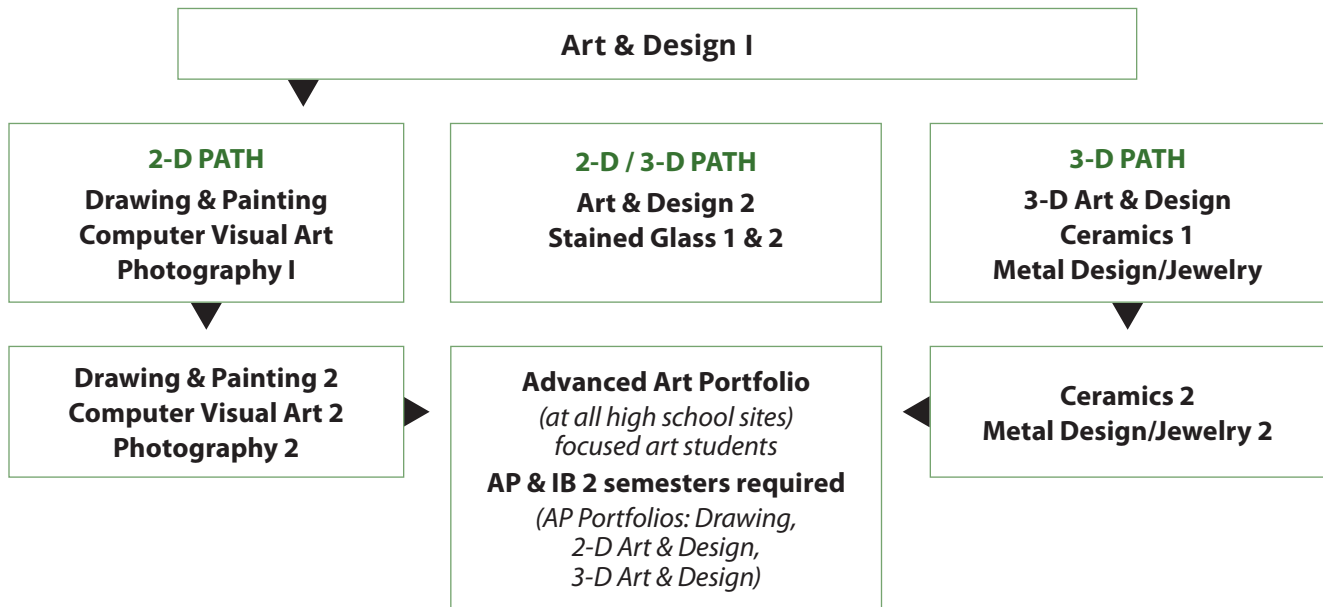 Art & Design I
2-D PATH
Drawing & Painting
Computer Visual Art
Photography I
2-D / 3-D PATH
Art & Design 2
Stained Glass 1 & 2
3-D PATH
3-D Art & Design
Ceramics 1
Metal Design/Jewelry
Drawing & Painting 2
Computer Visual Art 2
Photography 2
Advanced Art Portfolio
(at all high school sites)
focused art students
AP & IB 2 semesters required
(AP Portfolios: Drawing,
2-D Art & Design,
3-D Art & Design)
Ceramics 2
Metal Design/Jewelry 2